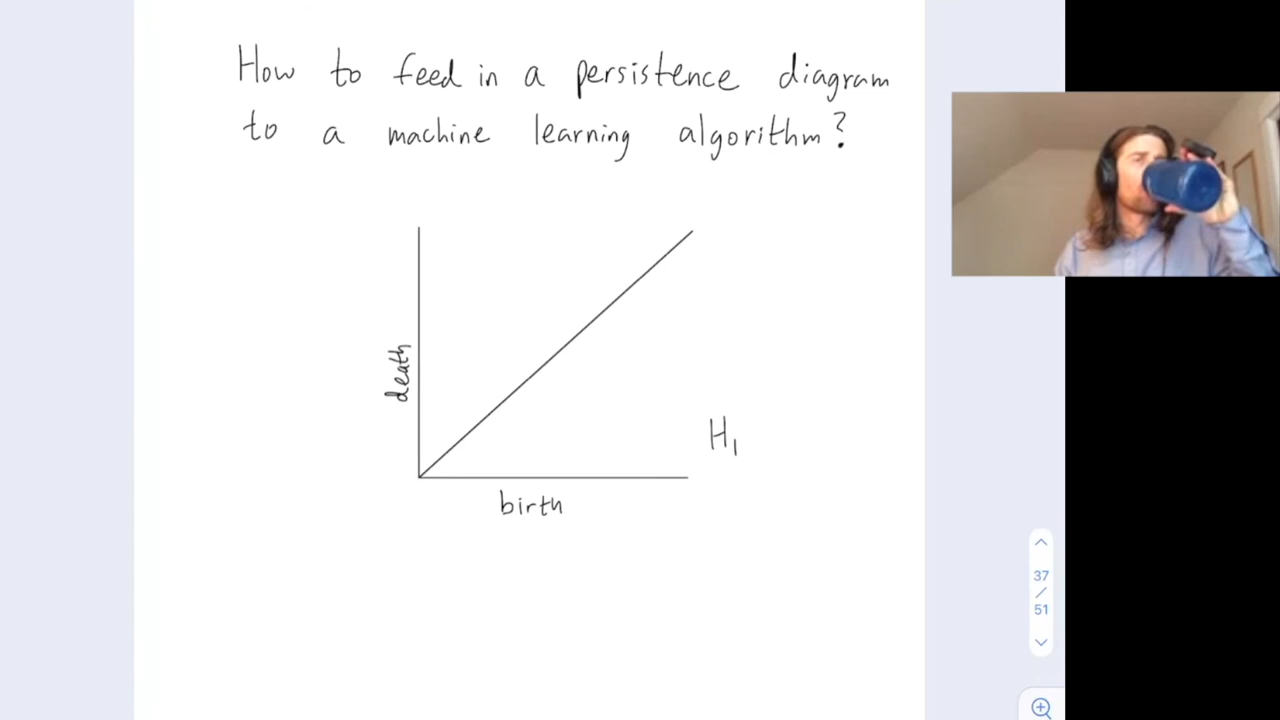 How to feed in a persistence diagram
to a machine learning algorithm?
death
H₁
birth
37
/
51